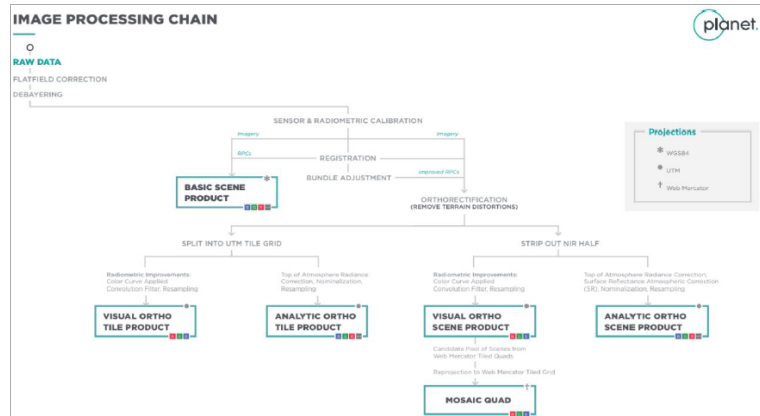 IMAGE PROCESSING CHAIN
planet.
RAW DATA
FLATFIELD CORRECTION
DEBAYERING
SENSOR & RADIOMETRIC CALIBRATION
Imagery
Imagery
RPCs
REGISTRATION
BUNDLE ADJUSTMENT
Improved RPCs
BASIC SCENE
PRODUCT
ORTHORECTIFICATION
(REMOVE TERRAIN DISTORTIONS)
Projections
WGS84
UTM
Web Mercator
SPLIT INTO UTM TILE GRID
STRIP OUT NIR HALF
Radiometric Improvements:
Color Curve Applied
Convolution Filter, Resampling
Top of Atmosphere Radiance
Correction, Nominalization,
Resampling
Radiometric Improvements:
Color Curve Applied
Convolution Filter, Resampling
Top of Atmosphere Radiance Correction,
Surface Reflectance Atmospheric Correction
(SR), Nominalization, Resampling
VISUAL ORTHO
TILE PRODUCT
ANALYTIC ORTHO
TILE PRODUCT
VISUAL ORTHO
SCENE PRODUCT
ANALYTIC ORTHO
SCENE PRODUCT
Candidate Pool of Scenes from
Web Mercator Tiled Quads
Reprojection to Web Mercator Tiled Grid
MOSAIC QUAD